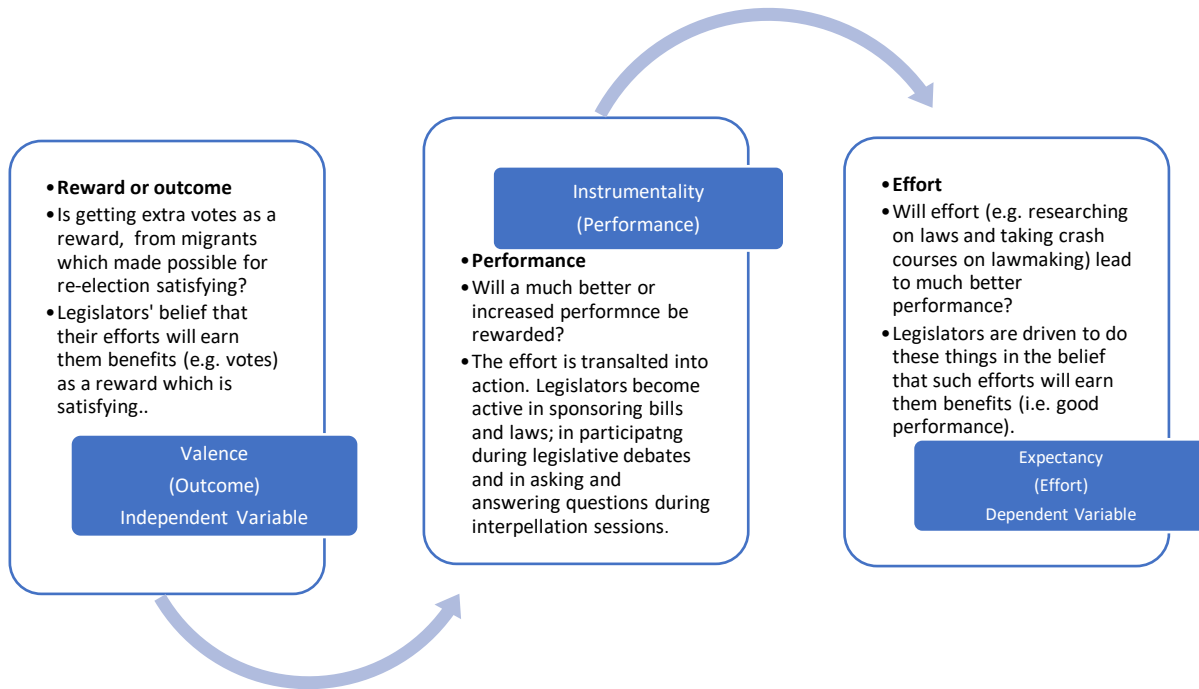 •Reward or outcome
•Is getting extra votes as a
reward,  from migrants
which made possible for
re-election satisfying?
•Legislators' belief that
their efforts will earn
them benefits (e.g. votes)
as a reward which is
satisfying..
Valence
(Outcome)
Independent Variable
Instrumentality
(Performance)
•Performance
•Will a much better or
increased performnce be
rewarded?
•The effort is transalted into
action. Legislators become
active in sponsoring bills
and laws; in participatng
during legislative debates
and in asking and
answering questions during
interpellation sessions.
•Effort
•Will effort (e.g. researching
on laws and taking crash
courses on lawmaking) lead
to much better
performance?
•Legislators are driven to do
these things in the belief
that such efforts will earn
them benefits (i.e. good
performance).
Expectancy
(Effort)
Dependent Variable